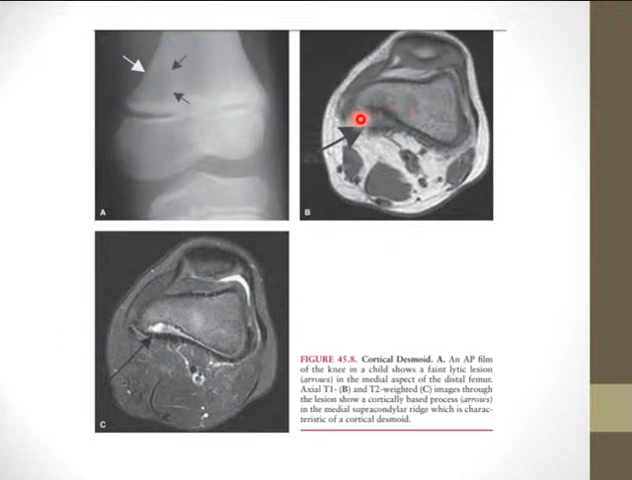 A
B
C
FIGURE 45.8. Cortical Desmoid. A. An AP film
of the knee in a child shows a faint lytic lesion
(arrows) in the medial aspect of the distal femur.
Axial T1- (B) and T2-weighted (C) images through
the lesion show a cortically based process (arrows)
in the medial supracondylar ridge which is charac-
teristic of a cortical desmoid.